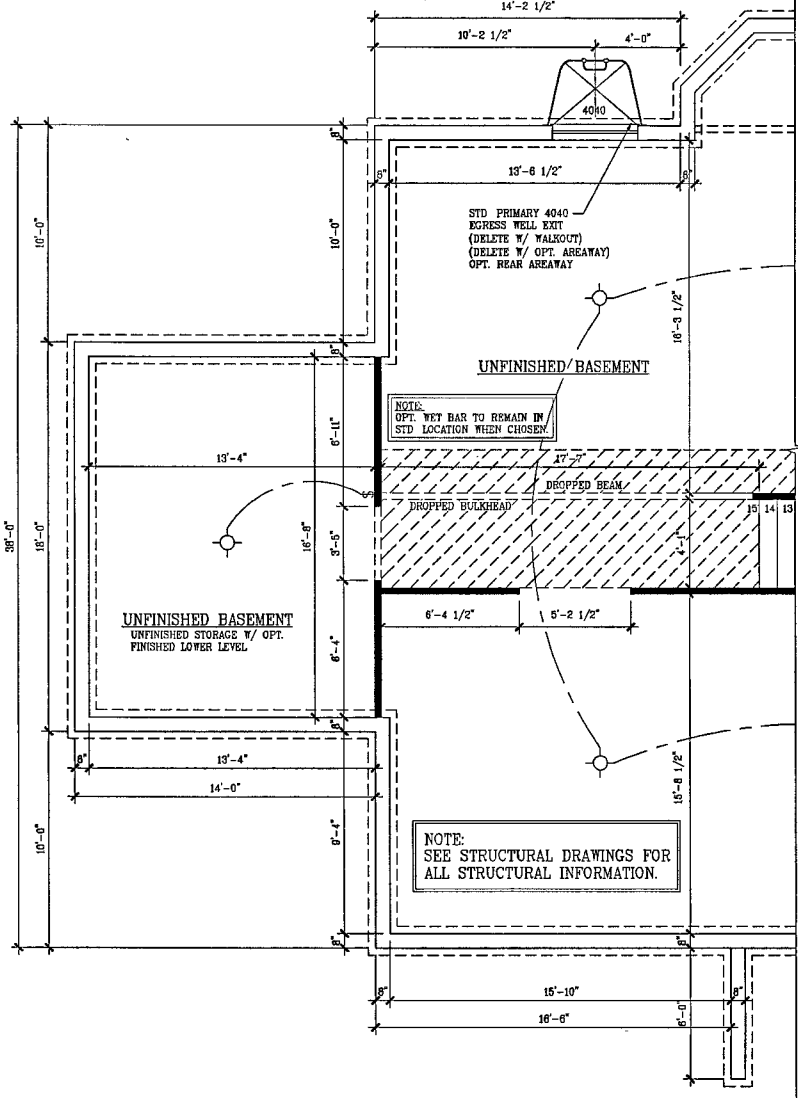 14'-2 1/2"
10'-2 1/2"
4'-0"
4040
8"
13'-6 1/2"
8"
8"
STD PRIMARY 4040
EGRESS WELL EXIT
(DELETE W/ WALKOUT)
(DELETE W/ OPT. AREAWAY)
OPT. REAR AREAWAY
10'-0"
10'-0"
16'-3 1/2"
8"
UNFINISHED BASEMENT
NOTE:
OPT. WET BAR TO REMAIN IN
STD LOCATION WHEN CHOSEN.
6'-11"
13'-4"
17'-7"
DROPPED BEAM
S
DROPPED BULKHEAD
15 14 13
38'-0"
18'-0"
16'-8"
3'-5"
4'-1"
UNFINISHED BASEMENT
UNFINISHED STORAGE W/ OPT.
FINISHED LOWER LEVEL
6'-4 1/2"
5'-2 1/2"
6'-4"
8"
8"
13'-4"
14'-0"
15'-8 1/2"
10'-0"
9'-4"
NOTE:
SEE STRUCTURAL DRAWINGS FOR
ALL STRUCTURAL INFORMATION.
8"
8"
8"
15'-10"
8"
16'-6"
6'-0"